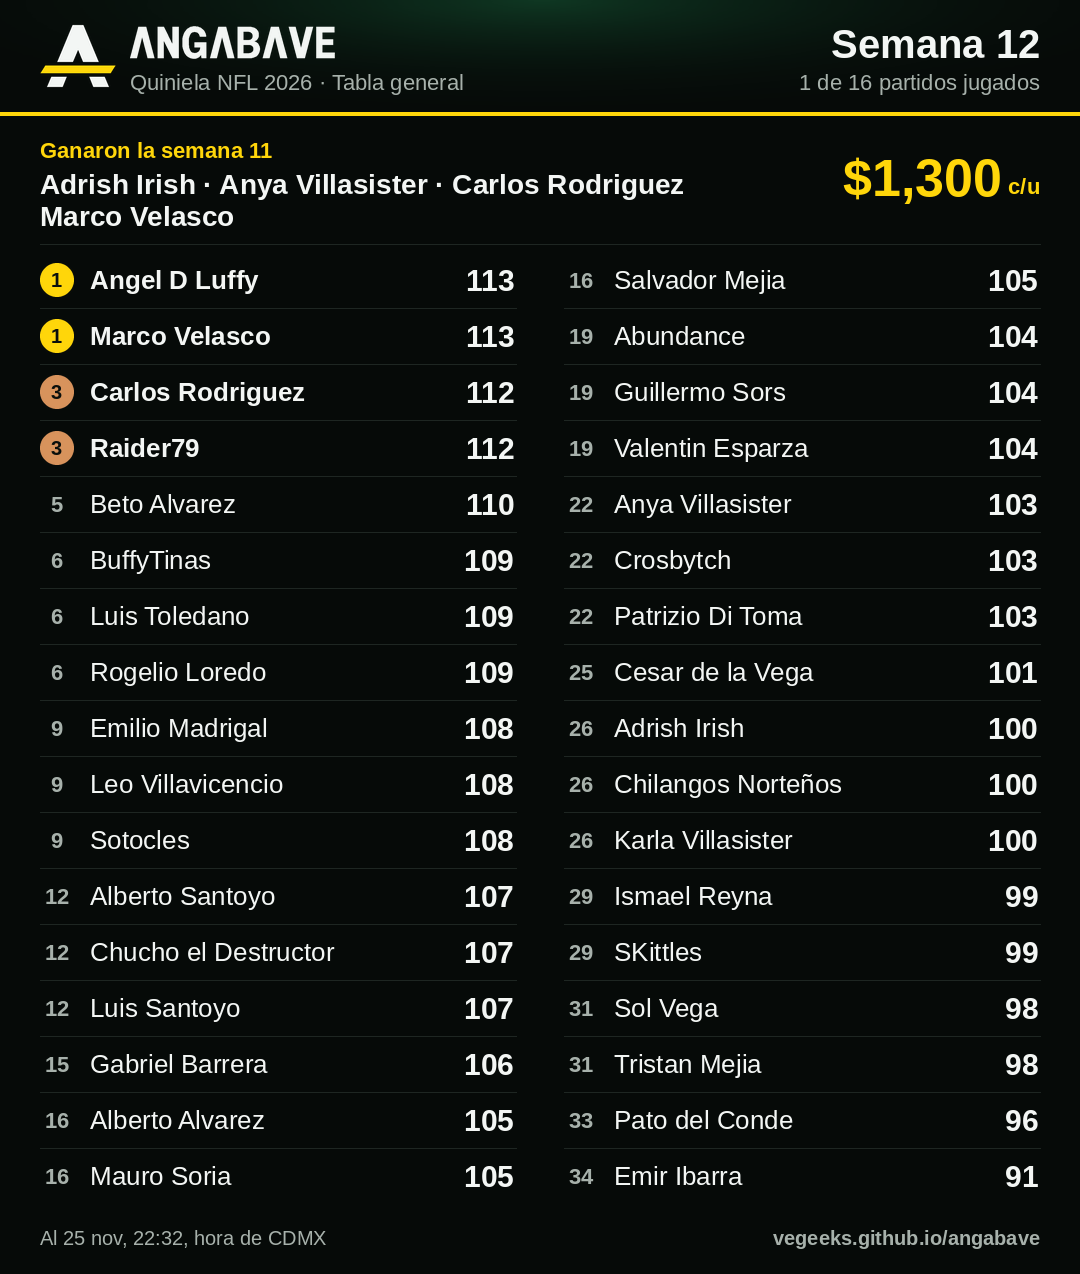 ANGABAVE
Quiniela NFL 2026 · Tabla general
Semana 12
1 de 16 partidos jugados
Ganaron la semana 11
Adrish Irish · Anya Villasister · Carlos Rodriguez
Marco Velasco
$1,300 c/u
1 Angel D Luffy 113
1 Marco Velasco 113
3 Carlos Rodriguez 112
3 Raider79 112
5 Beto Alvarez 110
6 BuffyTinas 109
6 Luis Toledano 109
6 Rogelio Loredo 109
9 Emilio Madrigal 108
9 Leo Villavicencio 108
9 Sotocles 108
12 Alberto Santoyo 107
12 Chucho el Destructor 107
12 Luis Santoyo 107
15 Gabriel Barrera 106
16 Alberto Alvarez 105
16 Mauro Soria 105
16 Salvador Mejia 105
19 Abundance 104
19 Guillermo Sors 104
19 Valentin Esparza 104
22 Anya Villasister 103
22 Crosbytch 103
22 Patrizio Di Toma 103
25 Cesar de la Vega 101
26 Adrish Irish 100
26 Chilangos Norteños 100
26 Karla Villasister 100
29 Ismael Reyna 99
29 SKittles 99
31 Sol Vega 98
31 Tristan Mejia 98
33 Pato del Conde 96
34 Emir Ibarra 91
Al 25 nov, 22:32, hora de CDMX
vegeeks.github.io/angabave